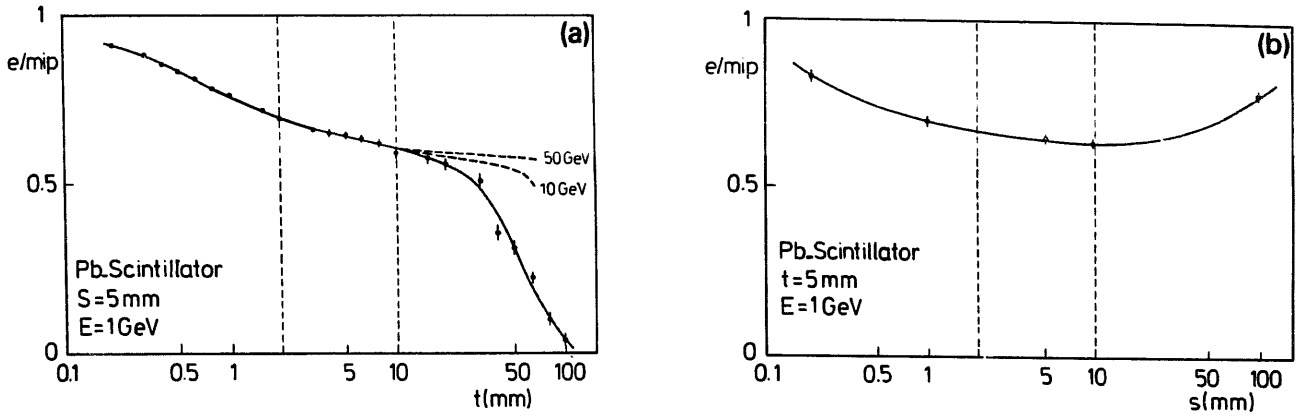 1
(a)
e/mip
50 GeV
10 GeV
0.5
Pb-Scintillator
S=5mm
E=1GeV
0
0.1 0.5 1 5 10 50 100
t(mm)
1
(b)
e/mip
0.5
Pb-Scintillator
t=5mm
E=1GeV
0
0.1 0.5 1 5 10 50 100
s(mm)